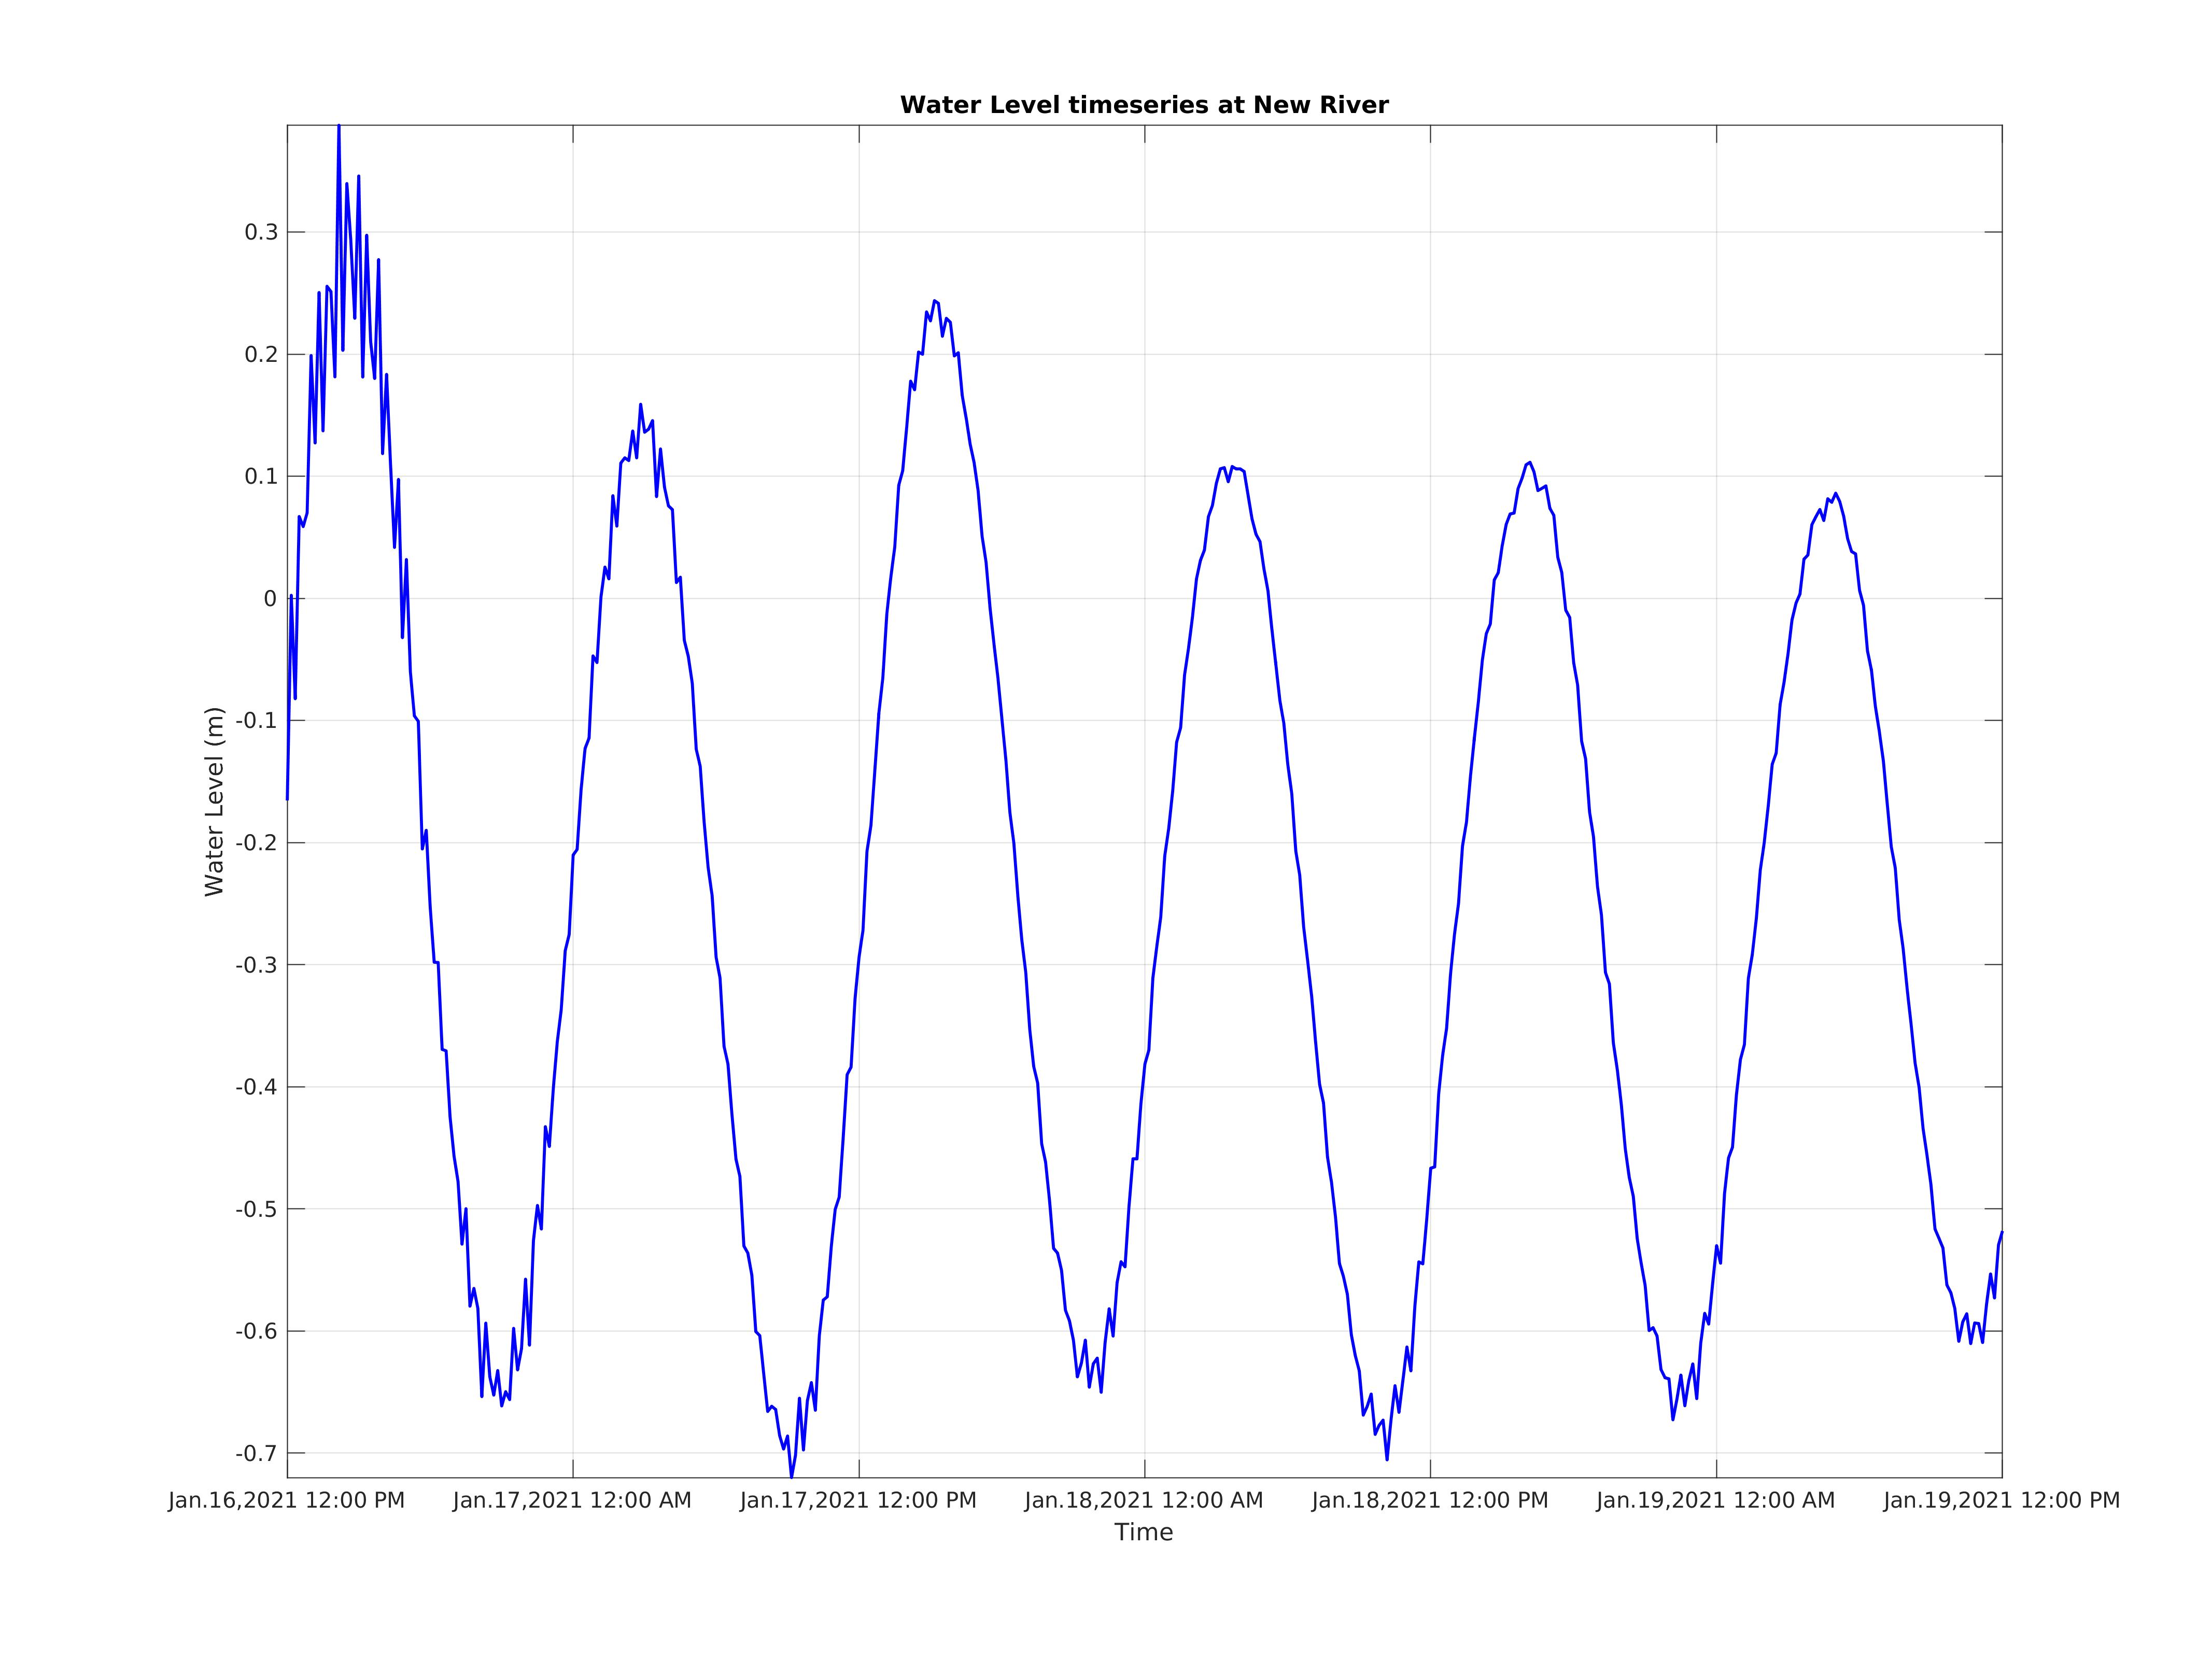 Water Level timeseries at New River
0.3
0.2
0.1
0
-0.1
-0.2
-0.3
-0.4
-0.5
-0.6
-0.7
Water Level (m)
Jan.16,2021 12:00 PM Jan.17,2021 12:00 AM Jan.17,2021 12:00 PM Jan.18,2021 12:00 AM Jan.18,2021 12:00 PM Jan.19,2021 12:00 AM Jan.19,2021 12:00 PM
Time